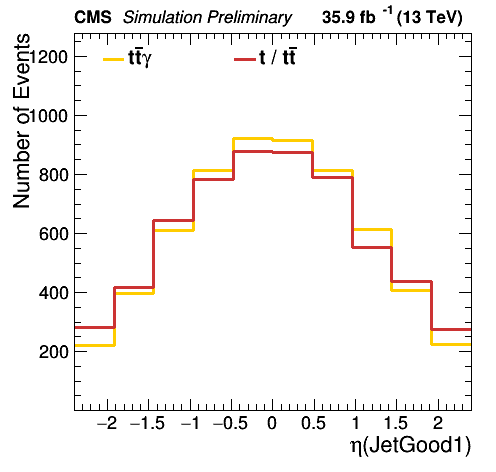 CMS Simulation Preliminary 35.9 fb⁻¹ (13 TeV)
tt̄γ t / tt̄
Number of Events
1200
1000
800
600
400
200
−2 −1.5 −1 −0.5 0 0.5 1 1.5 2
η(JetGood1)